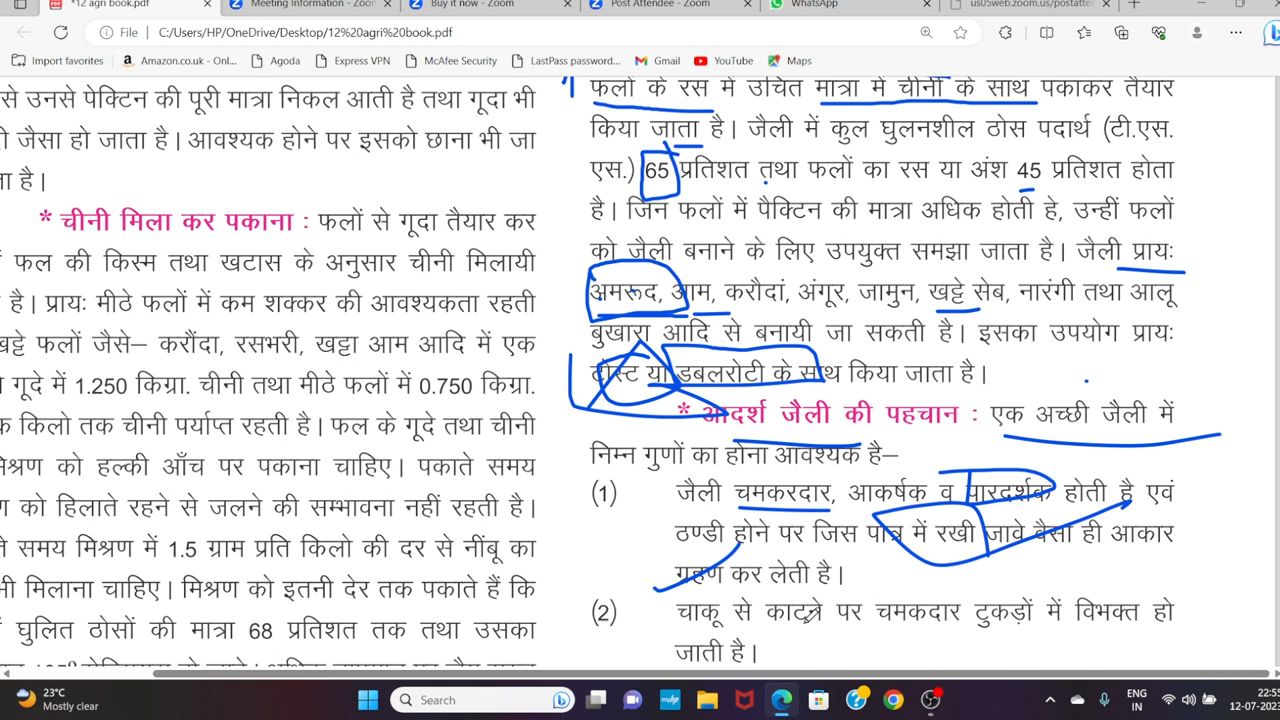 *12 agri book.pdf
Meeting Information - Zoom
Buy it now - Zoom
Post Attendee - Zoom
WhatsApp
us05web.zoom.us/postatten
File
C:/Users/HP/OneDrive/Desktop/12%20agri%20book.pdf
Import favorites
Amazon.co.uk - Onl...
Agoda
Express VPN
McAfee Security
LastPass password...
Gmail
YouTube
Maps
से उनसे पेक्टिन की पूरी मात्रा निकल आती है तथा गूदा भी
जैसा हो जाता है। आवश्यक होने पर इसको छाना भी जा
है।
* चीनी मिला कर पकाना : फलों से गूदा तैयार कर
फल की किस्म तथा खटास के अनुसार चीनी मिलायी
है। प्रायः मीठे फलों में कम शक्कर की आवश्यकता रहती
खट्टे फलों जैसे– करौंदा, रसभरी, खट्टा आम आदि में एक
गूदे में 1.250 किग्रा. चीनी तथा मीठे फलों में 0.750 किग्रा.
किलो तक चीनी पर्याप्त रहती है। फल के गूदे तथा चीनी
मिश्रण को हल्की आँच पर पकाना चाहिए। पकाते समय
को हिलाते रहने से जलने की सम्भावना नहीं रहती है।
समय मिश्रण में 1.5 ग्राम प्रति किलो की दर से नींबू का
भी मिलाना चाहिए। मिश्रण को इतनी देर तक पकाते हैं कि
घुलित ठोसों की मात्रा 68 प्रतिशत तक तथा उसका
फलों के रस में उचित मात्रा में चीनी के साथ पकाकर तैयार
किया जाता है। जैली में कुल घुलनशील ठोस पदार्थ (टी.एस.
एस.) 65 प्रतिशत तथा फलों का रस या अंश 45 प्रतिशत होता
है। जिन फलों में पैक्टिन की मात्रा अधिक होती हे, उन्हीं फलों
को जैली बनाने के लिए उपयुक्त समझा जाता है। जैली प्रायः
अमरूद, आम, करौदां, अंगूर, जामुन, खट्टे सेब, नारंगी तथा आलू
बुखारा आदि से बनायी जा सकती है। इसका उपयोग प्रायः
टोस्ट या डबलरोटी के साथ किया जाता है।
* आदर्श जैली की पहचान : एक अच्छी जैली में
निम्न गुणों का होना आवश्यक है–
(1) जैली चमकरदार, आकर्षक व पारदर्शक होती है एवं
ठण्डी होने पर जिस पात्र में रखी जावे वैसा ही आकार
ग्रहण कर लेती है।
(2) चाकू से काटने पर चमकदार टुकड़ों में विभक्त हो
जाती है।
23°C
Mostly clear
Search
ENG
IN
22:55
12-07-2023